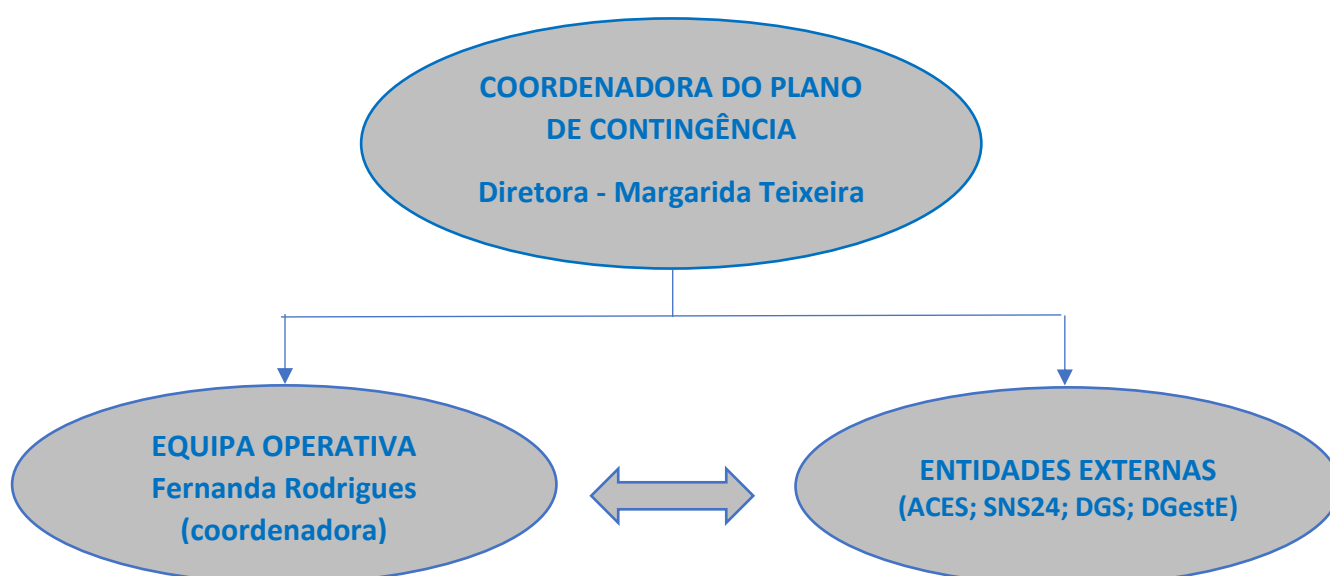 COORDENADORA DO PLANO
DE CONTINGÊNCIA
Diretora - Margarida Teixeira
EQUIPA OPERATIVA
Fernanda Rodrigues
(coordenadora)
ENTIDADES EXTERNAS
(ACES; SNS24; DGS; DGestE)